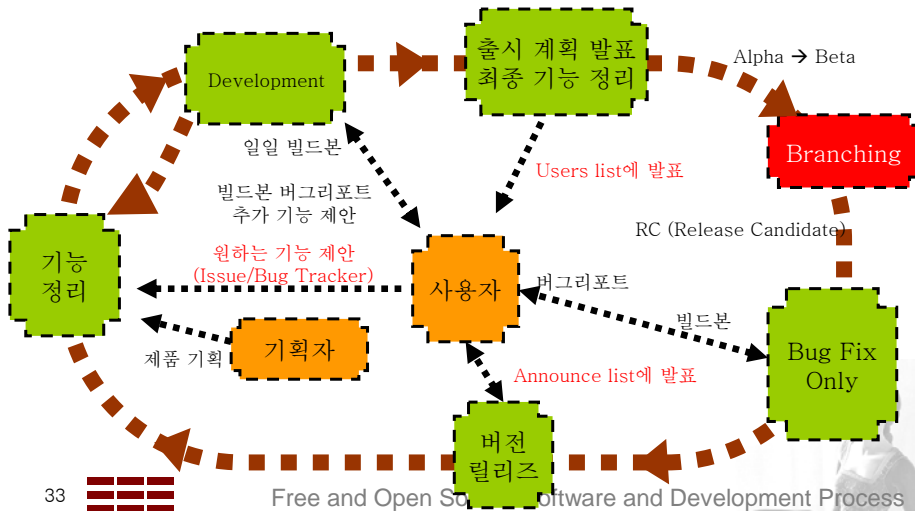 Development
출시 계획 발표
최종 기능 정리
Alpha → Beta
Branching
일일 빌드본
Users list에 발표
빌드본 버그리포트
추가 기능 제안
RC (Release Candidate)
기능
정리
원하는 기능 제안
(Issue/Bug Tracker)
사용자
버그리포트
빌드본
제품 기획
기획자
Announce list에 발표
Bug Fix
Only
버전
릴리즈
33
Free and Open So ftware and Development Process